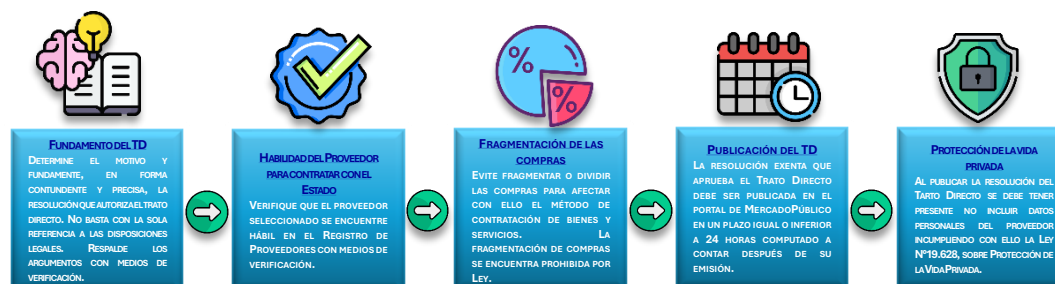 %
%
FUNDAMENTO DEL TD
DETERMINE EL MOTIVO Y
FUNDAMENTE, EN FORMA
CONTUNDENTE Y PRECISA, LA
RESOLUCIÓN QUE AUTORIZA EL TRATO
DIRECTO. NO BASTA CON LA SOLA
REFERENCIA A LAS DISPOSICIONES
LEGALES. RESPALDE LOS
ARGUMENTOS CON MEDIOS DE
VERIFICACIÓN.
HABILIDAD DEL PROVEEDOR
PARA CONTRATAR CON EL
ESTADO
VERIFIQUE QUE EL PROVEEDOR
SELECCIONADO SE ENCUENTRE
HÁBIL EN EL REGISTRO DE
PROVEEDORES CON MEDIOS DE
VERIFICACIÓN.
FRAGMENTACIÓN DE LAS
COMPRAS
EVITE FRAGMENTAR O DIVIDIR
LAS COMPRAS PARA AFECTAR
CON ELLO EL MÉTODO DE
CONTRATACIÓN DE BIENES Y
SERVICIOS. LA
FRAGMENTACIÓN DE COMPRAS
SE ENCUENTRA PROHIBIDA POR
LEY.
PUBLICACIÓN DEL TD
LA RESOLUCIÓN EXENTA QUE
APRUEBA EL TRATO DIRECTO
DEBE SER PUBLICADA EN EL
PORTAL DE MERCADOPÚBLICO
EN UN PLAZO IGUAL O INFERIOR
A 24 HORAS COMPUTADO A
CONTAR DESPUÉS DE SU
EMISIÓN.
PROTECCIÓN DE LA VIDA
PRIVADA
AL PUBLICAR LA RESOLUCIÓN DEL
TARTO DIRECTO SE DEBE TENER
PRESENTE NO INCLUIR DATOS
PERSONALES DEL PROVEEDOR
INCUMPLIENDO CON ELLO LA LEY
N°19.628, SOBRE PROTECCIÓN DE
LA VIDA PRIVADA.